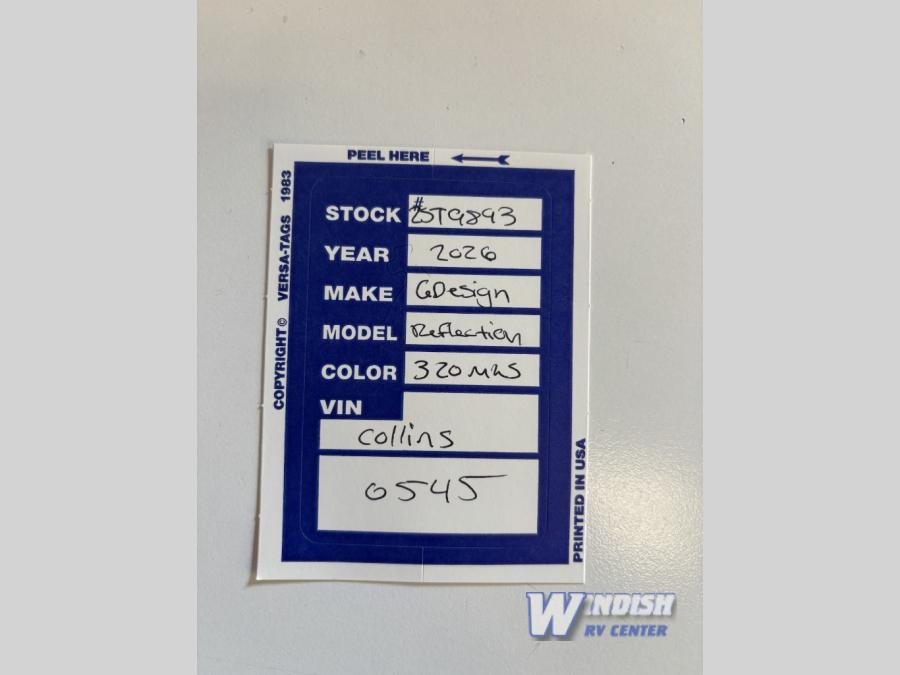 PEEL HERE
COPYRIGHT © VERSA-TAGS 1983
STOCK # 25T9893
YEAR 2026
MAKE GDesign
MODEL Reflection
COLOR 320 MKS
VIN
Collins
0545
PRINTED IN USA
WINDISH
RV CENTER